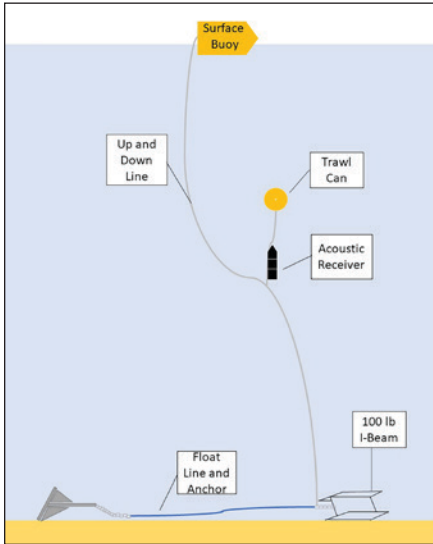 Surface
Buoy
Up and
Down
Line
Trawl
Can
Acoustic
Receiver
100 lb
I-Beam
Float
Line and
Anchor